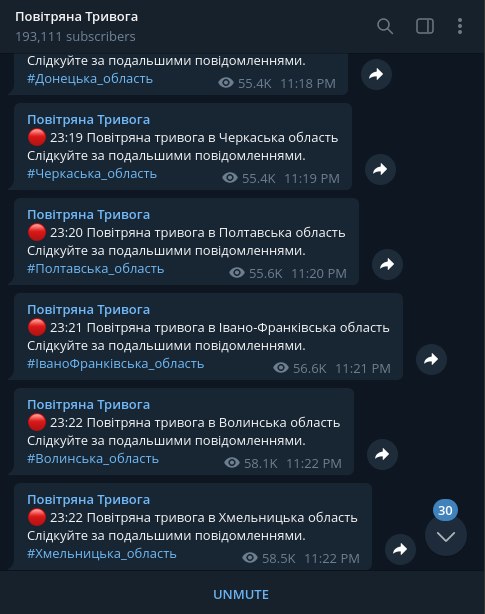 Повітряна Тривога
193,111 subscribers
Слідкуйте за подальшими повідомленнями.
#Донецька_область
55.4K 11:18 PM
Повітряна Тривога
23:19 Повітряна тривога в Черкаська область
Слідкуйте за подальшими повідомленнями.
#Черкаська_область
55.4K 11:19 PM
Повітряна Тривога
23:20 Повітряна тривога в Полтавська область
Слідкуйте за подальшими повідомленнями.
#Полтавська_область
55.6K 11:20 PM
Повітряна Тривога
23:21 Повітряна тривога в Івано-Франківська область
Слідкуйте за подальшими повідомленнями.
#ІваноФранківська_область
56.6K 11:21 PM
Повітряна Тривога
23:22 Повітряна тривога в Волинська область
Слідкуйте за подальшими повідомленнями.
#Волинська_область
58.1K 11:22 PM
Повітряна Тривога
23:22 Повітряна тривога в Хмельницька область
Слідкуйте за подальшими повідомленнями.
#Хмельницька_область
58.5K 11:22 PM
30
UNMUTE